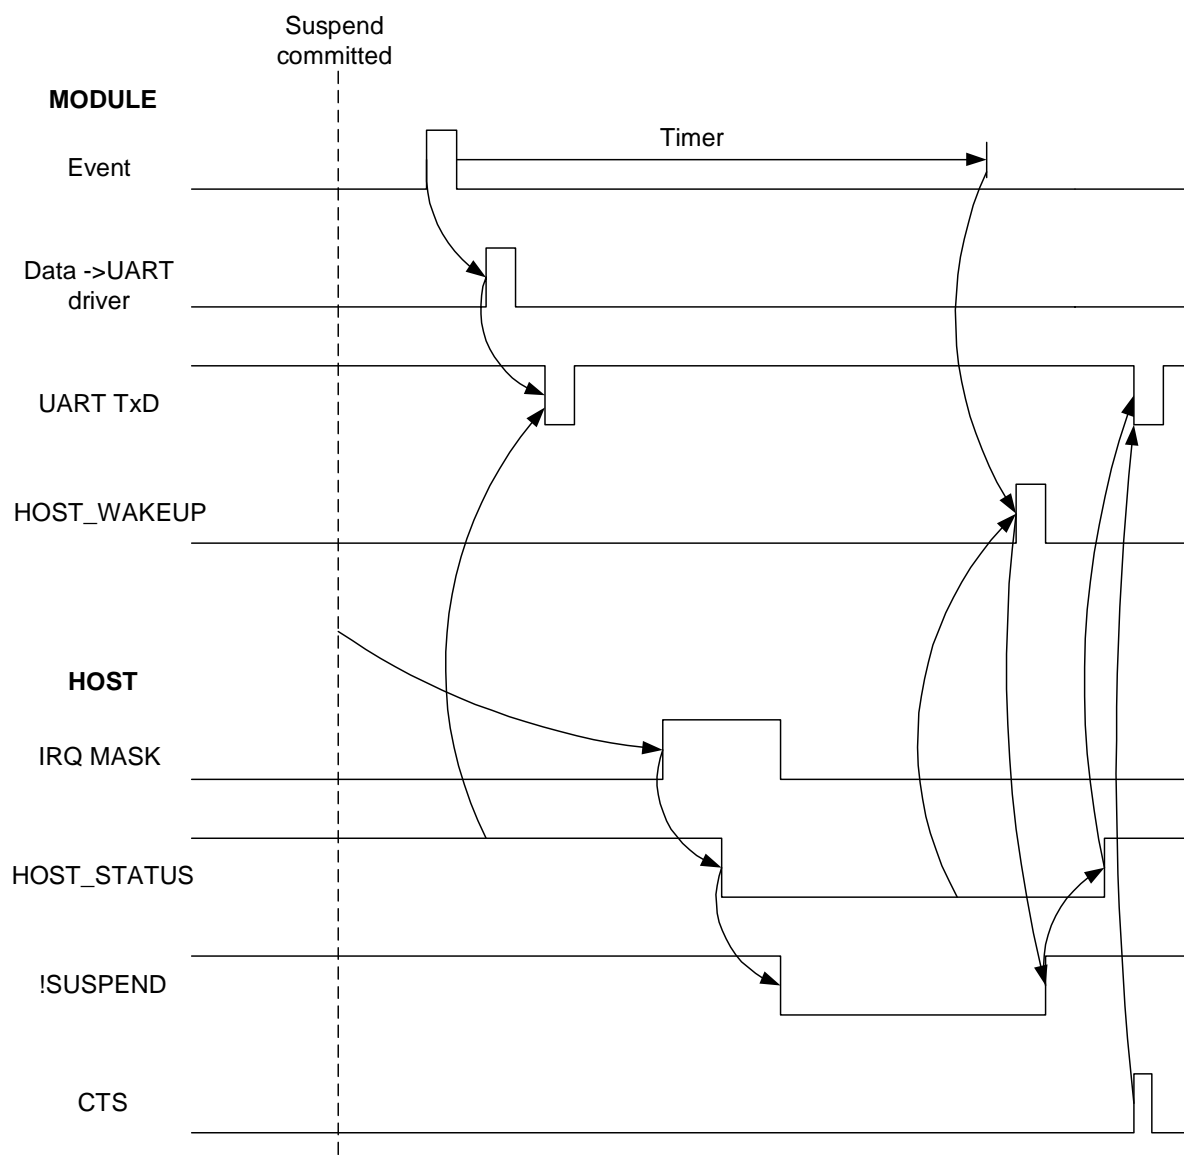 Suspend
committed
MODULE
Timer
Event
Data ->UART
driver
UART TxD
HOST_WAKEUP
HOST
IRQ MASK
HOST_STATUS
!SUSPEND
CTS